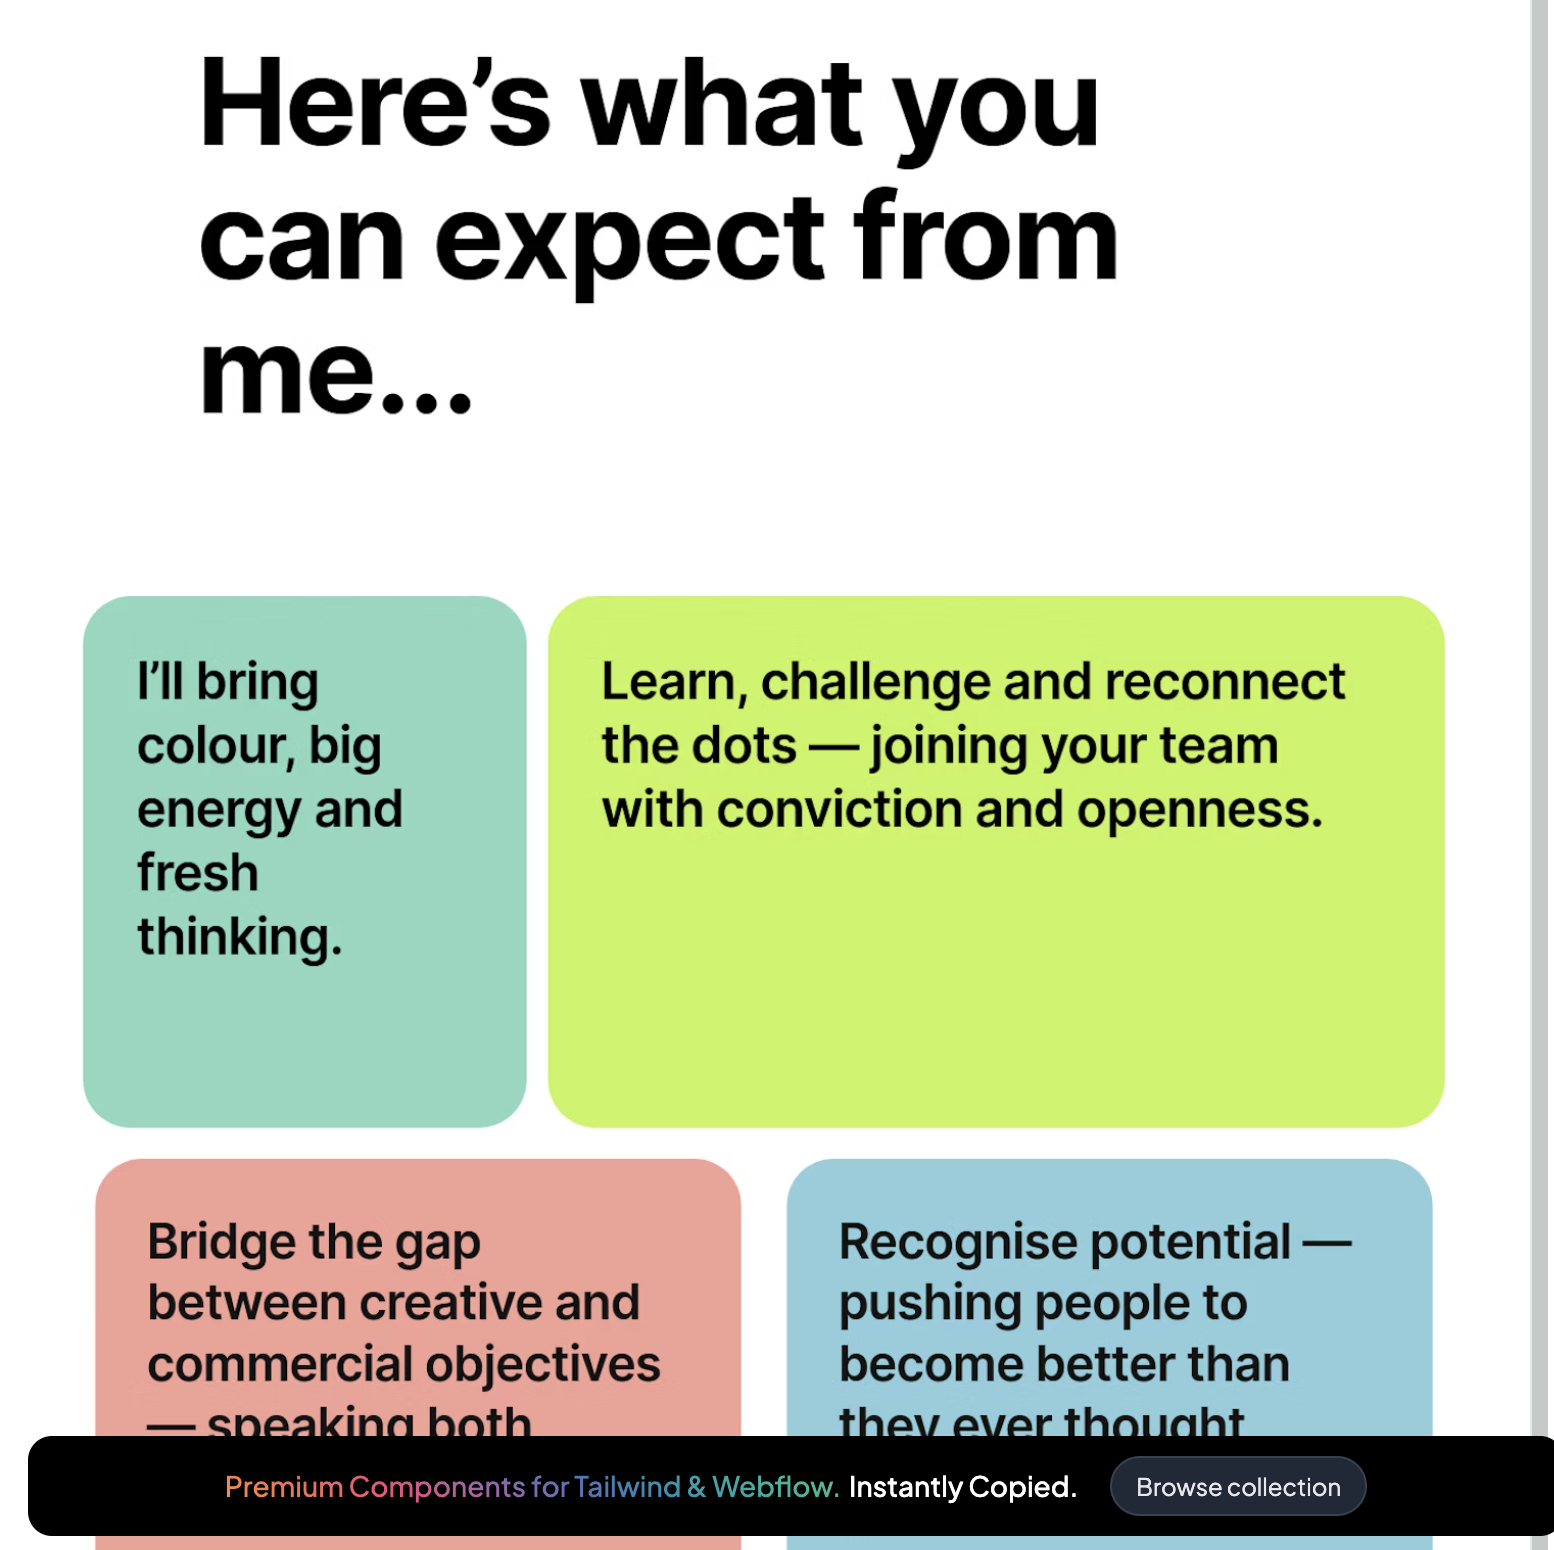 Here’s what you
can expect from
me...
I’ll bring
colour, big
energy and
fresh
thinking.
Learn, challenge and reconnect
the dots — joining your team
with conviction and openness.
Bridge the gap
between creative and
commercial objectives
— speaking both
Recognise potential —
pushing people to
become better than
they ever thought
Premium Components for Tailwind & Webflow. Instantly Copied.
Browse collection